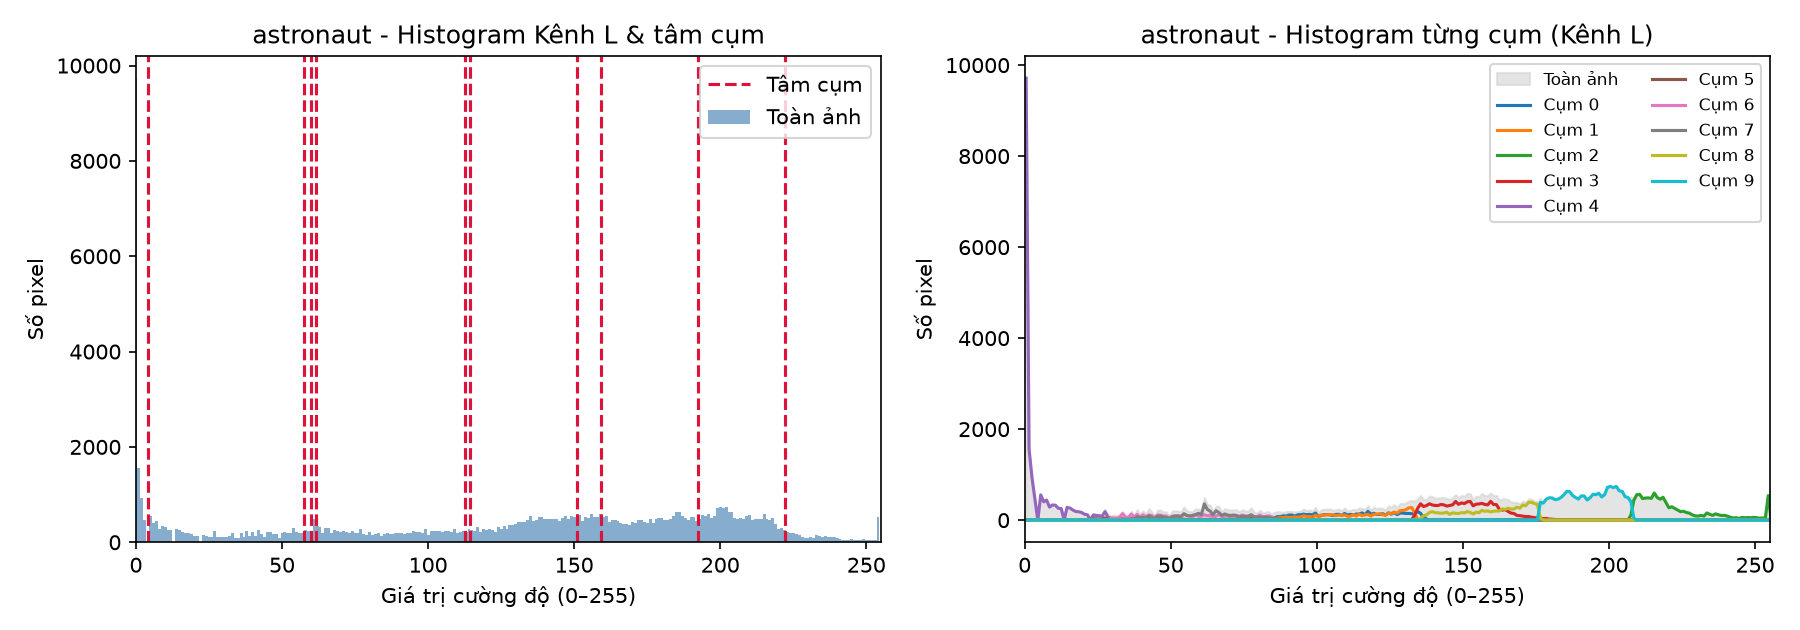 astronaut - Histogram Kênh L & tâm cụm
10000
8000
6000
4000
2000
0
Số pixel
Tâm cụm
Toàn ảnh
0 50 100 150 200 250
Giá trị cường độ (0–255)
astronaut - Histogram từng cụm (Kênh L)
10000
8000
6000
4000
2000
0
Số pixel
Toàn ảnh
Cụm 0
Cụm 1
Cụm 2
Cụm 3
Cụm 4
Cụm 5
Cụm 6
Cụm 7
Cụm 8
Cụm 9
0 50 100 150 200 250
Giá trị cường độ (0–255)